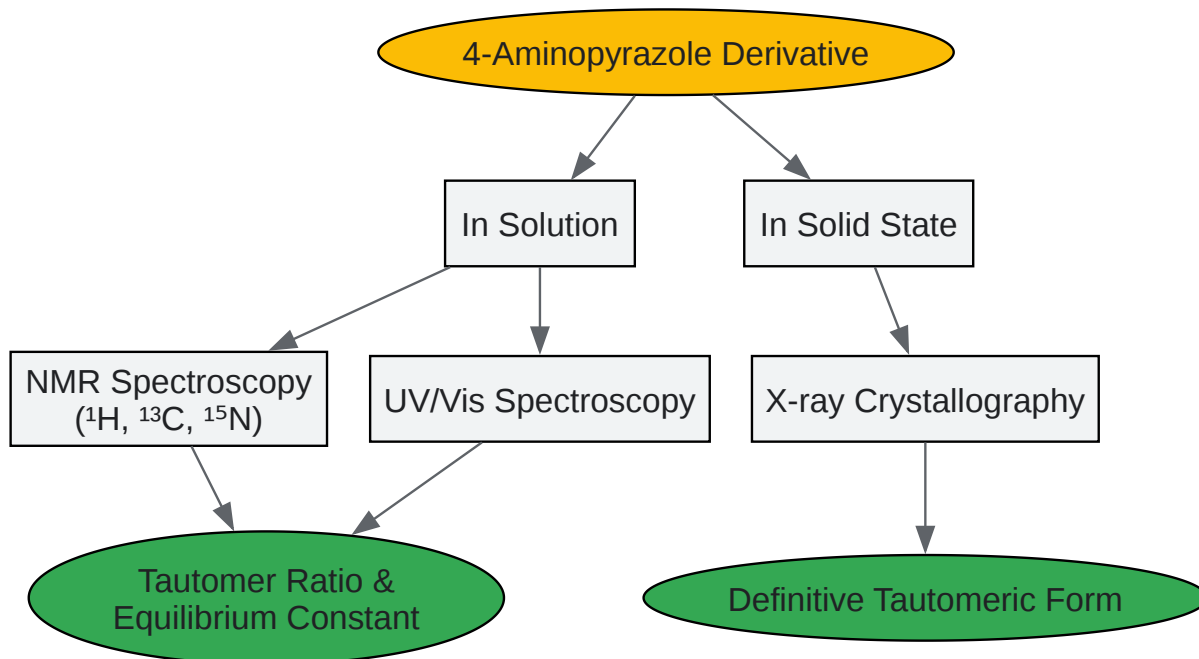 4-Aminopyrazole Derivative
In Solution
In Solid State
NMR Spectroscopy
(¹H, ¹³C, ¹⁵N)
UV/Vis Spectroscopy
X-ray Crystallography
Tautomer Ratio &
Equilibrium Constant
Definitive Tautomeric Form